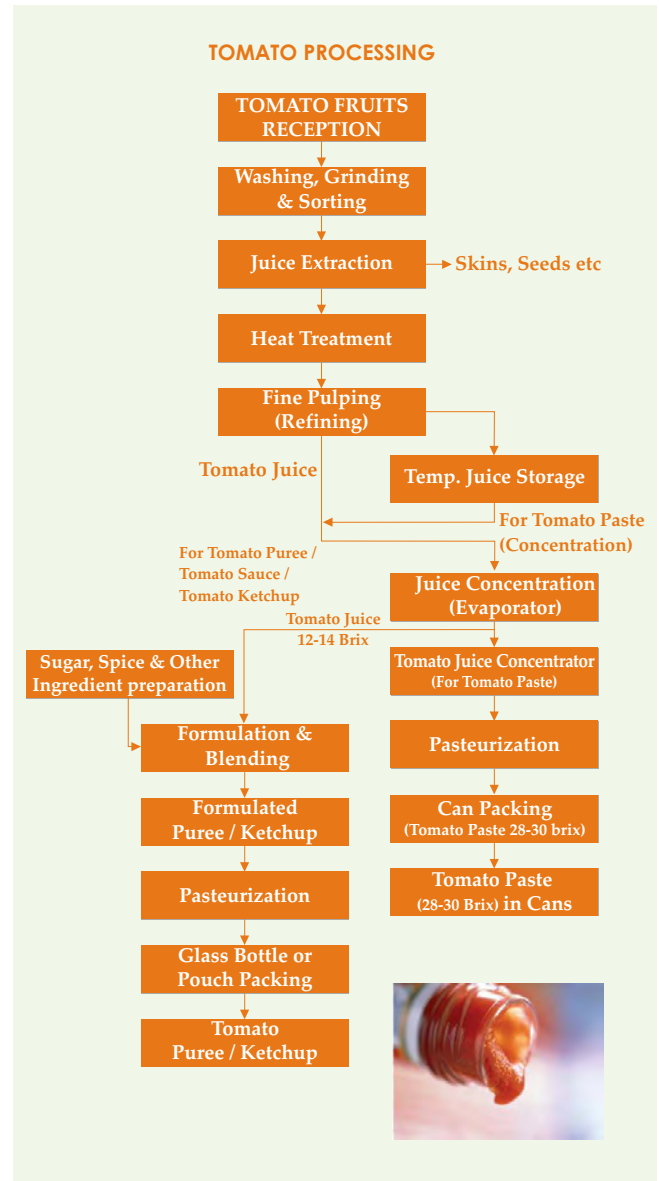 TOMATO PROCESSING
TOMATO FRUITS
RECEPTION
Washing, Grinding
& Sorting
Juice Extraction
Skins, Seeds etc
Heat Treatment
Fine Pulping
(Refining)
Tomato Juice
Temp. Juice Storage
For Tomato Paste
(Concentration)
For Tomato Puree /
Tomato Sauce /
Tomato Ketchup
Juice Concentration
(Evaporator)
Tomato Juice
12-14 Brix
Sugar, Spice & Other
Ingredient preparation
Tomato Juice Concentrator
(For Tomato Paste)
Formulation &
Blending
Pasteurization
Formulated
Puree / Ketchup
Can Packing
(Tomato Paste 28-30 brix)
Pasteurization
Tomato Paste
(28-30 Brix) in Cans
Glass Bottle or
Pouch Packing
Tomato
Puree / Ketchup